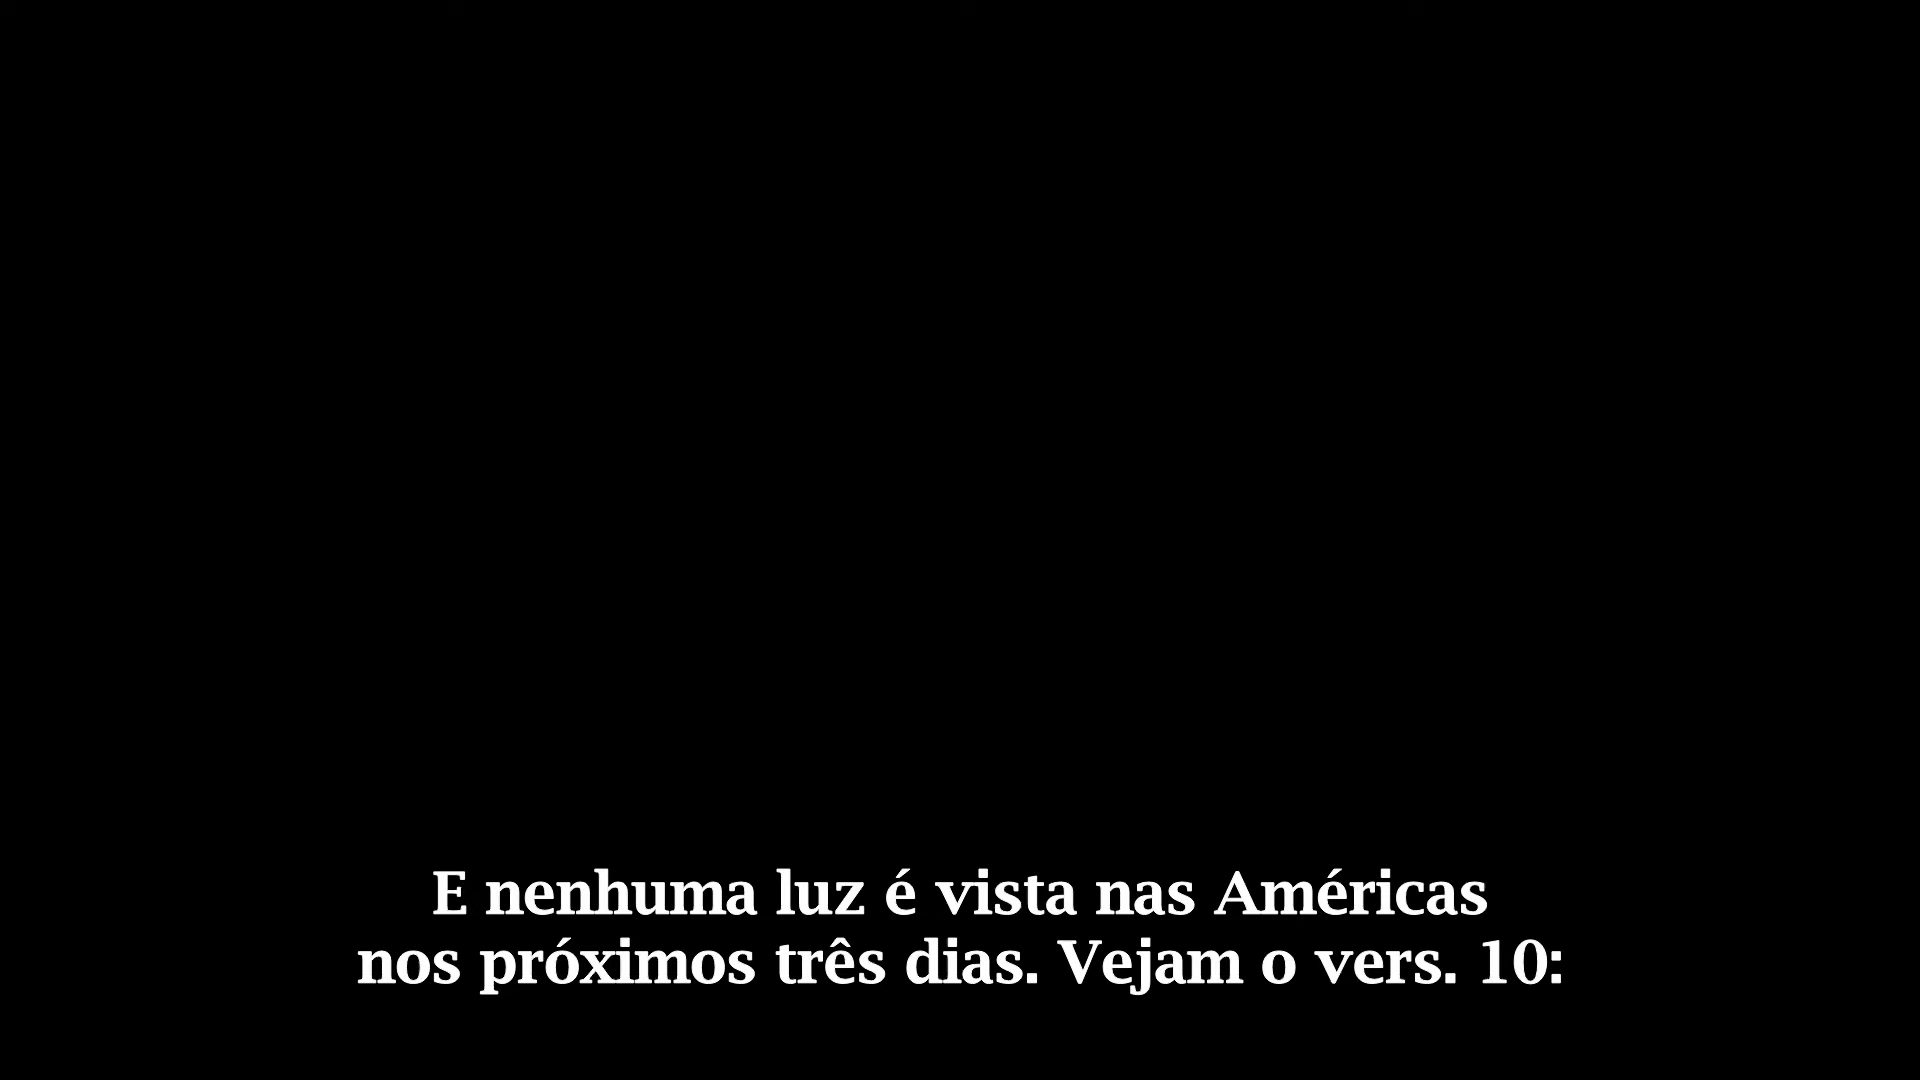 E nenhuma luz é vista nas Américas
nos próximos três dias. Vejam o vers. 10: